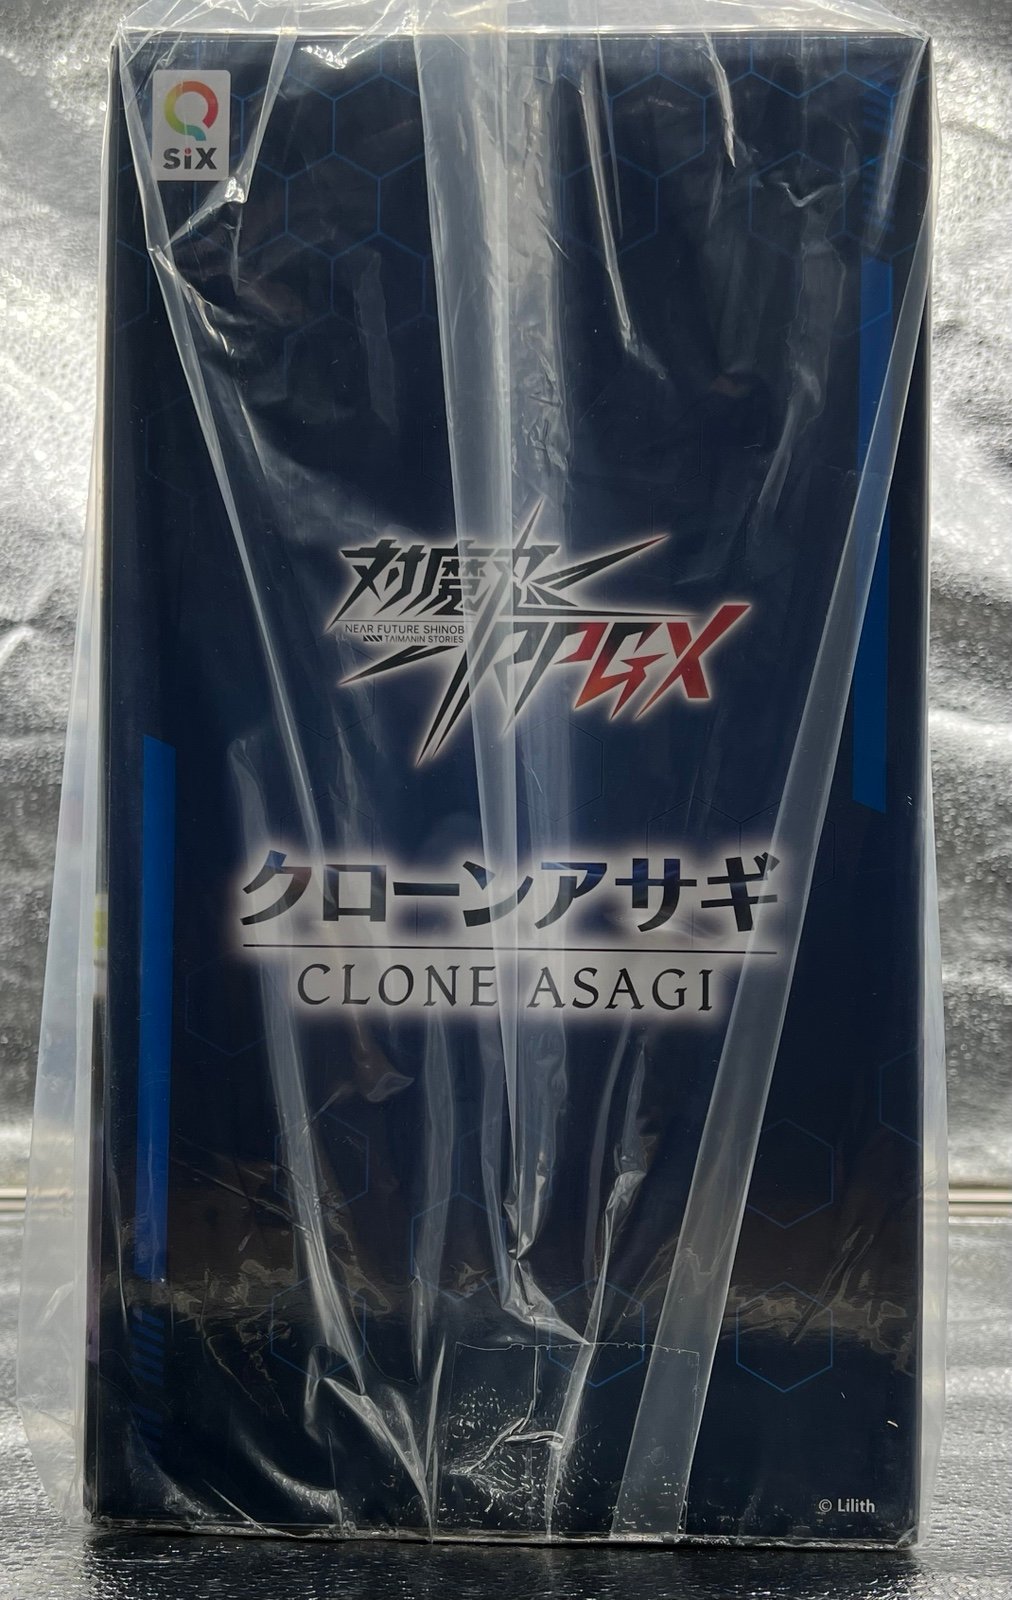 Q
siX
対魔忍
NEAR FUTURE SHINOBI
TAIMANIN STORIES
RPGX
クローンアサギ
CLONE ASAGI
© Lilith